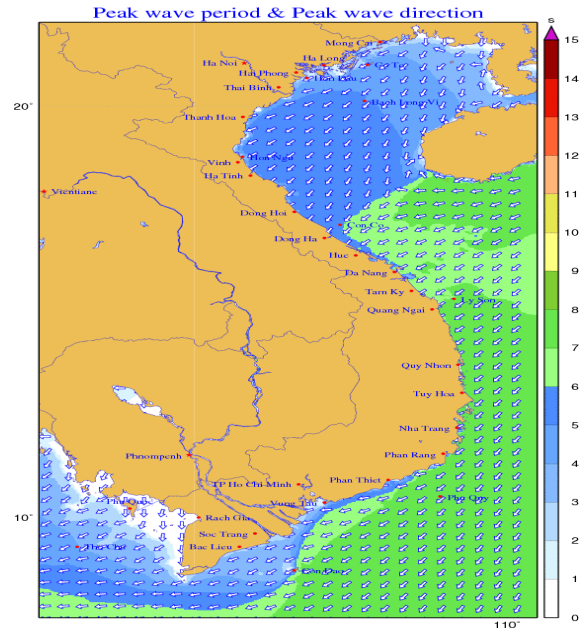 Peak wave period & Peak wave direction
s
Mong Cai
Ha Long
Co To
Ha Noi
Hai Phong
Hon Dau
Thai Binh
Bach Long Vi
20°
Thanh Hoa
Hon Ngu
Vinh
Ha Tinh
Vientiane
Dong Hoi
Con Co
Dong Ha
Hue
Da Nang
Tam Ky
Ly Son
Quang Ngai
Quy Nhon
Tuy Hoa
Nha Trang
Phan Rang
Phnompenh
Phan Thiet
TP Ho Chi Minh
Phu Quy
Phu Quoc
Vung Tau
10°
Rach Gia
Soc Trang
Tho Chu
Bac Lieu
Con Dao
110°
15
14
13
12
11
10
9
8
7
6
5
4
3
2
1
0